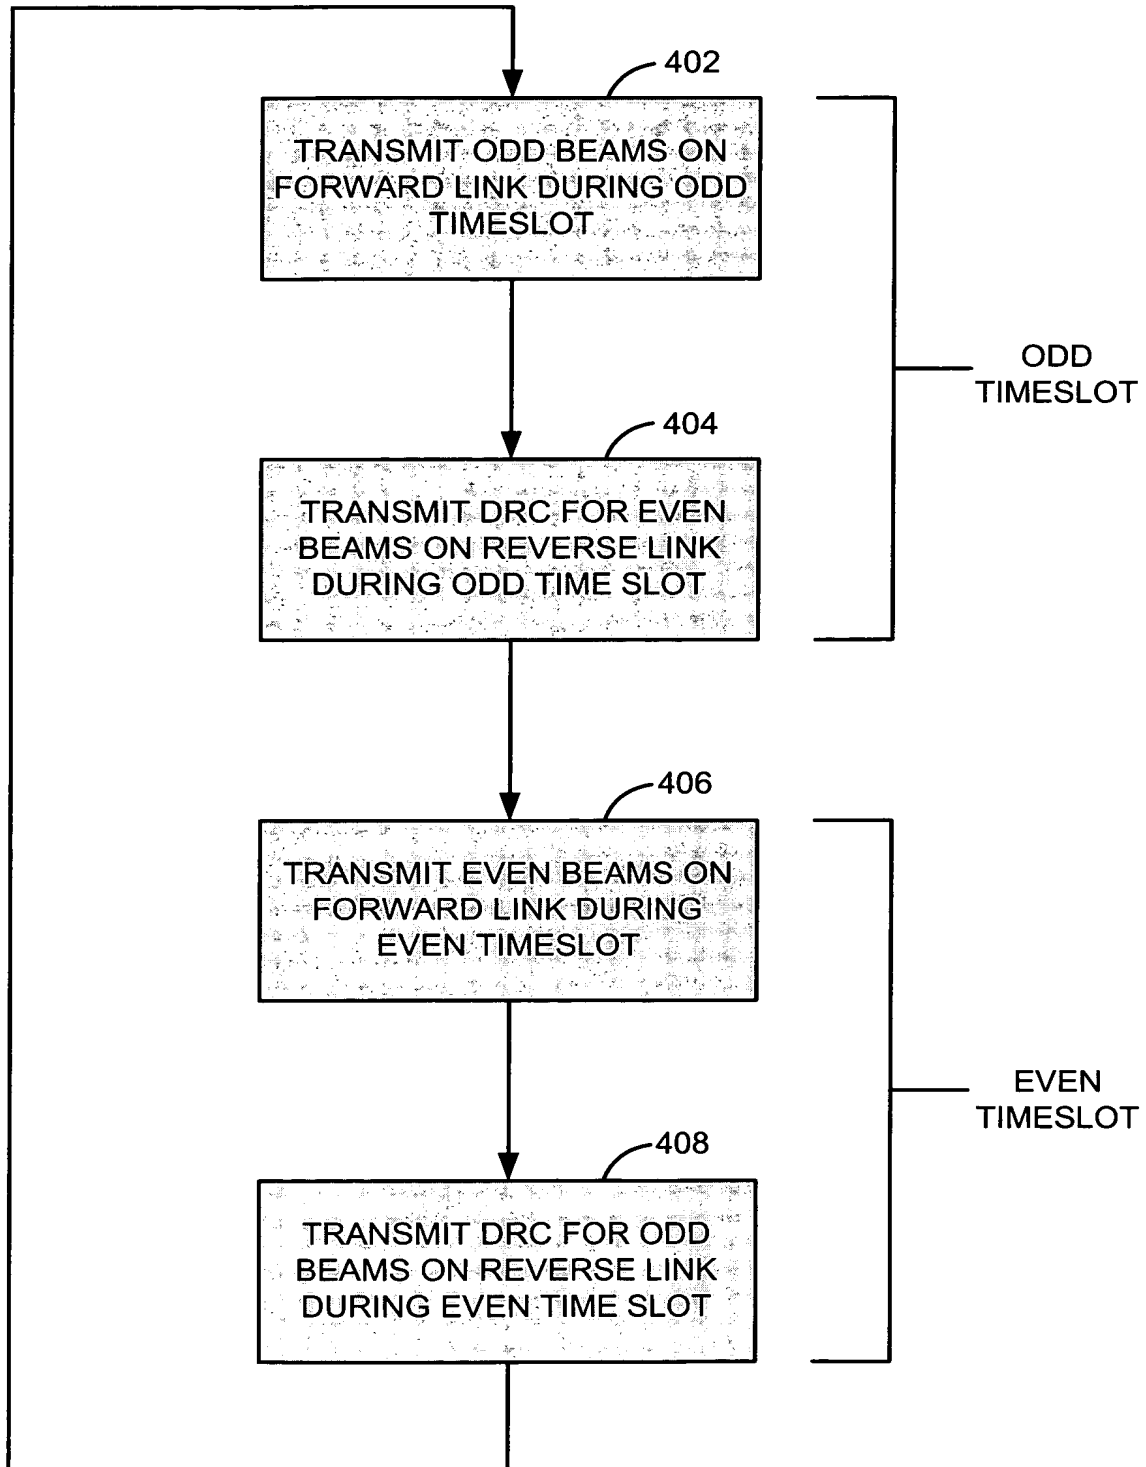 402
TRANSMIT ODD BEAMS ON
FORWARD LINK DURING ODD
TIMESLOT
ODD
TIMESLOT
404
TRANSMIT DRC FOR EVEN
BEAMS ON REVERSE LINK
DURING ODD TIME SLOT
406
TRANSMIT EVEN BEAMS ON
FORWARD LINK DURING
EVEN TIMESLOT
EVEN
TIMESLOT
408
TRANSMIT DRC FOR ODD
BEAMS ON REVERSE LINK
DURING EVEN TIME SLOT